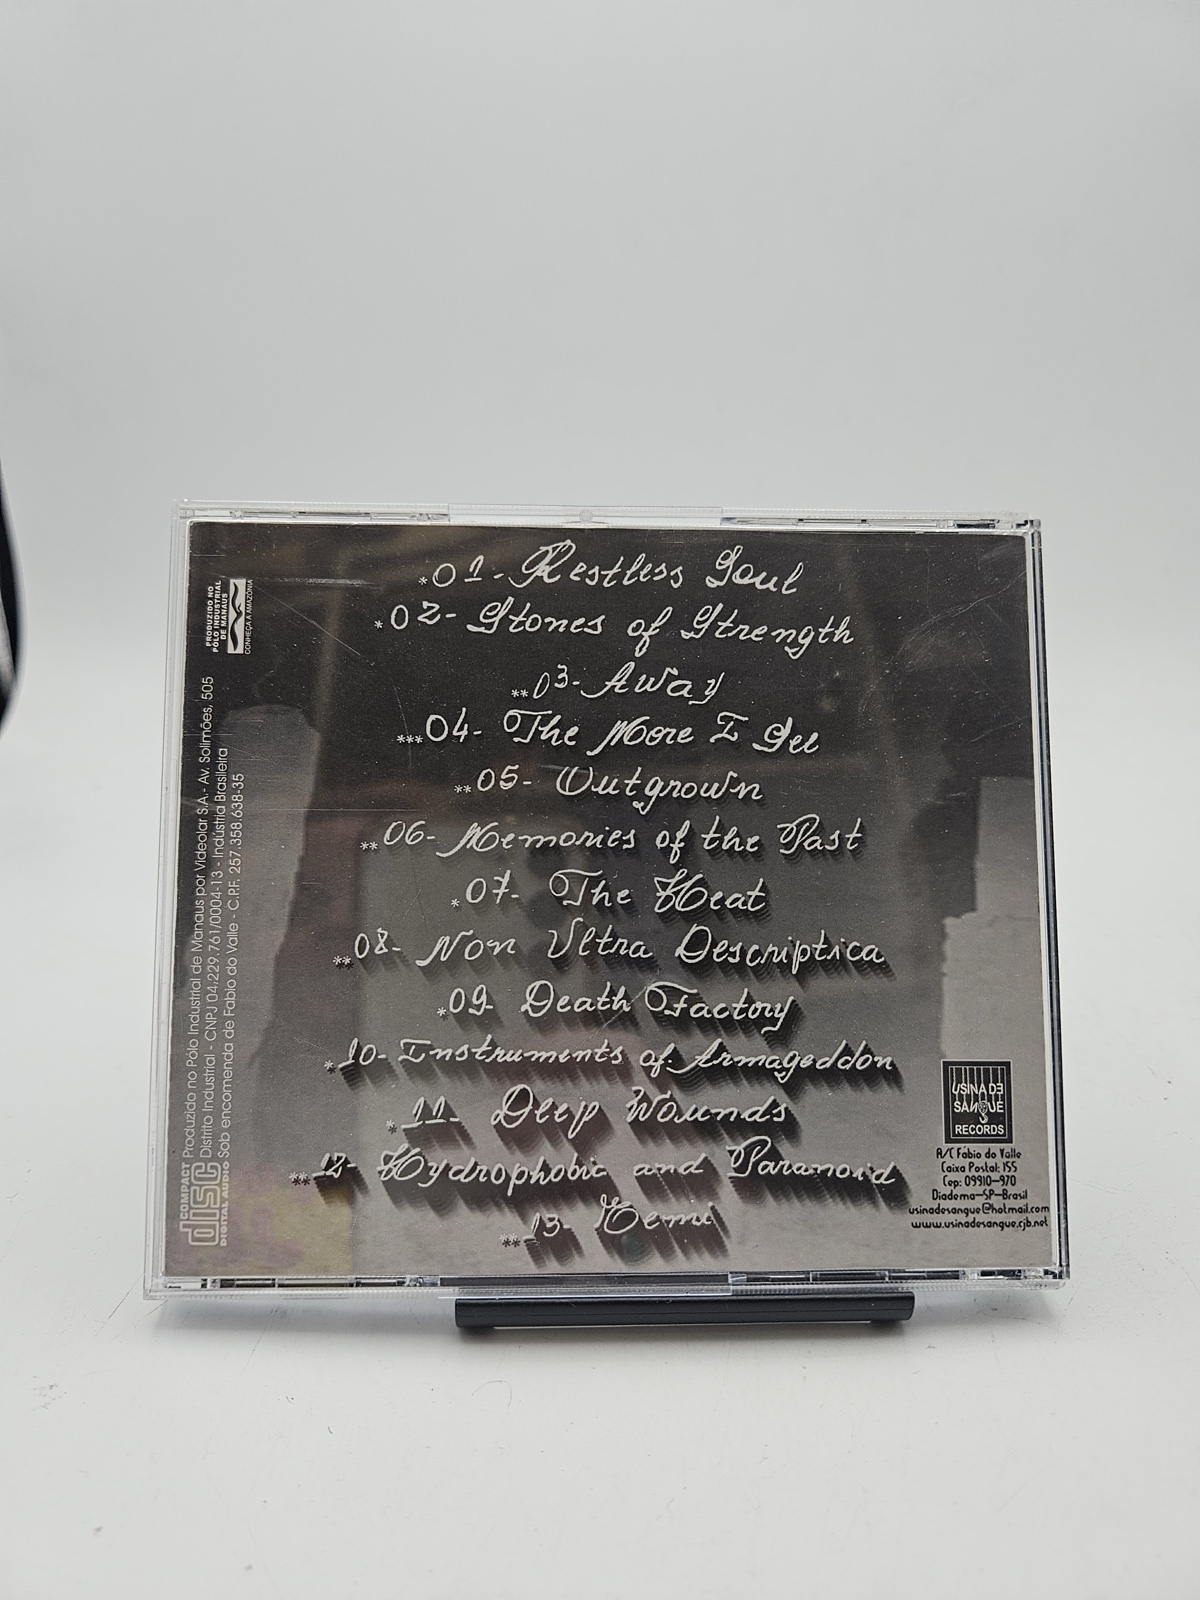 *01- Restless Soul
*02- Stones of Strength
**03- Away
***04- The More I See
**05- Outgrown
**06- Memories of the Past
*07- The Heat
**08- Non Ultra Descriptica
*09- Death Factory
*10- Instruments of Armageddon
*11- Deep Wounds
**12- Hydrophobic and Paranoid
**13- Remi
PRODUZIDO NO
PÓLO INDUSTRIAL
DE MANAUS
CONHEÇA A AMAZÔNIA
Produzido no Pólo Industrial de Manaus por Videolar S.A.- Av. Solimões, 505
Distrito Industrial - CNPJ 04.229.761/0004-13 - Indústria Brasileira
Sob encomenda de Fabio do Valle - C.P.F. 257.358.638-35
COMPACT
disc
DIGITAL AUDIO
USINA DE
SANGUE
RECORDS
A/C Fábio do Valle
Caixa Postal: 155
Cep: 09910-970
Diadema-SP-Brasil
usinadesangue@hotmail.com
www.usinadesangue.cjb.net